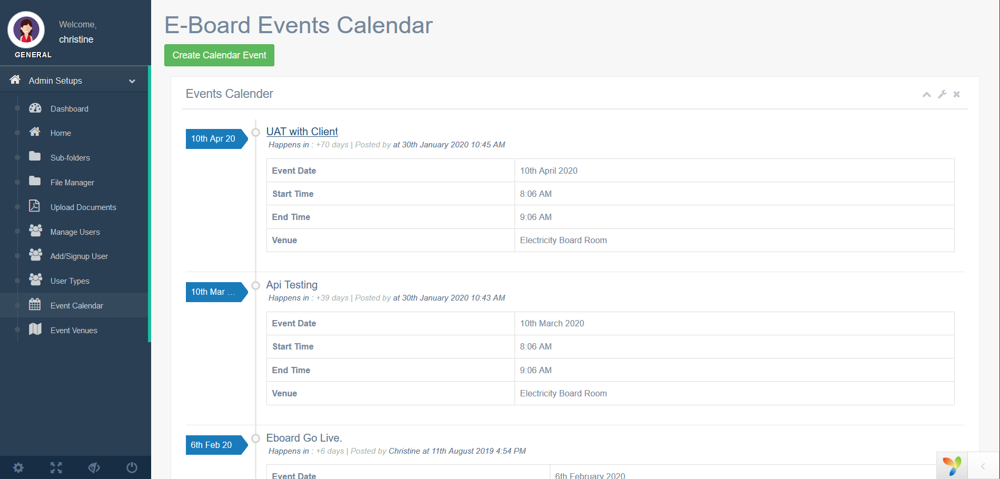 Welcome,
christine
GENERAL
Admin Setups
Dashboard
Home
Sub-folders
File Manager
Upload Documents
Manage Users
Add/Signup User
User Types
Event Calendar
Event Venues
E-Board Events Calendar
Create Calendar Event
Events Calender
10th Apr 20
UAT with Client
Happens in : +70 days | Posted by at 30th January 2020 10:45 AM
Event Date 10th April 2020
Start Time 8:06 AM
End Time 9:06 AM
Venue Electricity Board Room
10th Mar ...
Api Testing
Happens in : +39 days | Posted by at 30th January 2020 10:43 AM
Event Date 10th March 2020
Start Time 8:06 AM
End Time 9:06 AM
Venue Electricity Board Room
6th Feb 20
Eboard Go Live.
Happens in : +6 days | Posted by Christine at 11th August 2019 4:54 PM
Event Date 6th February 2020